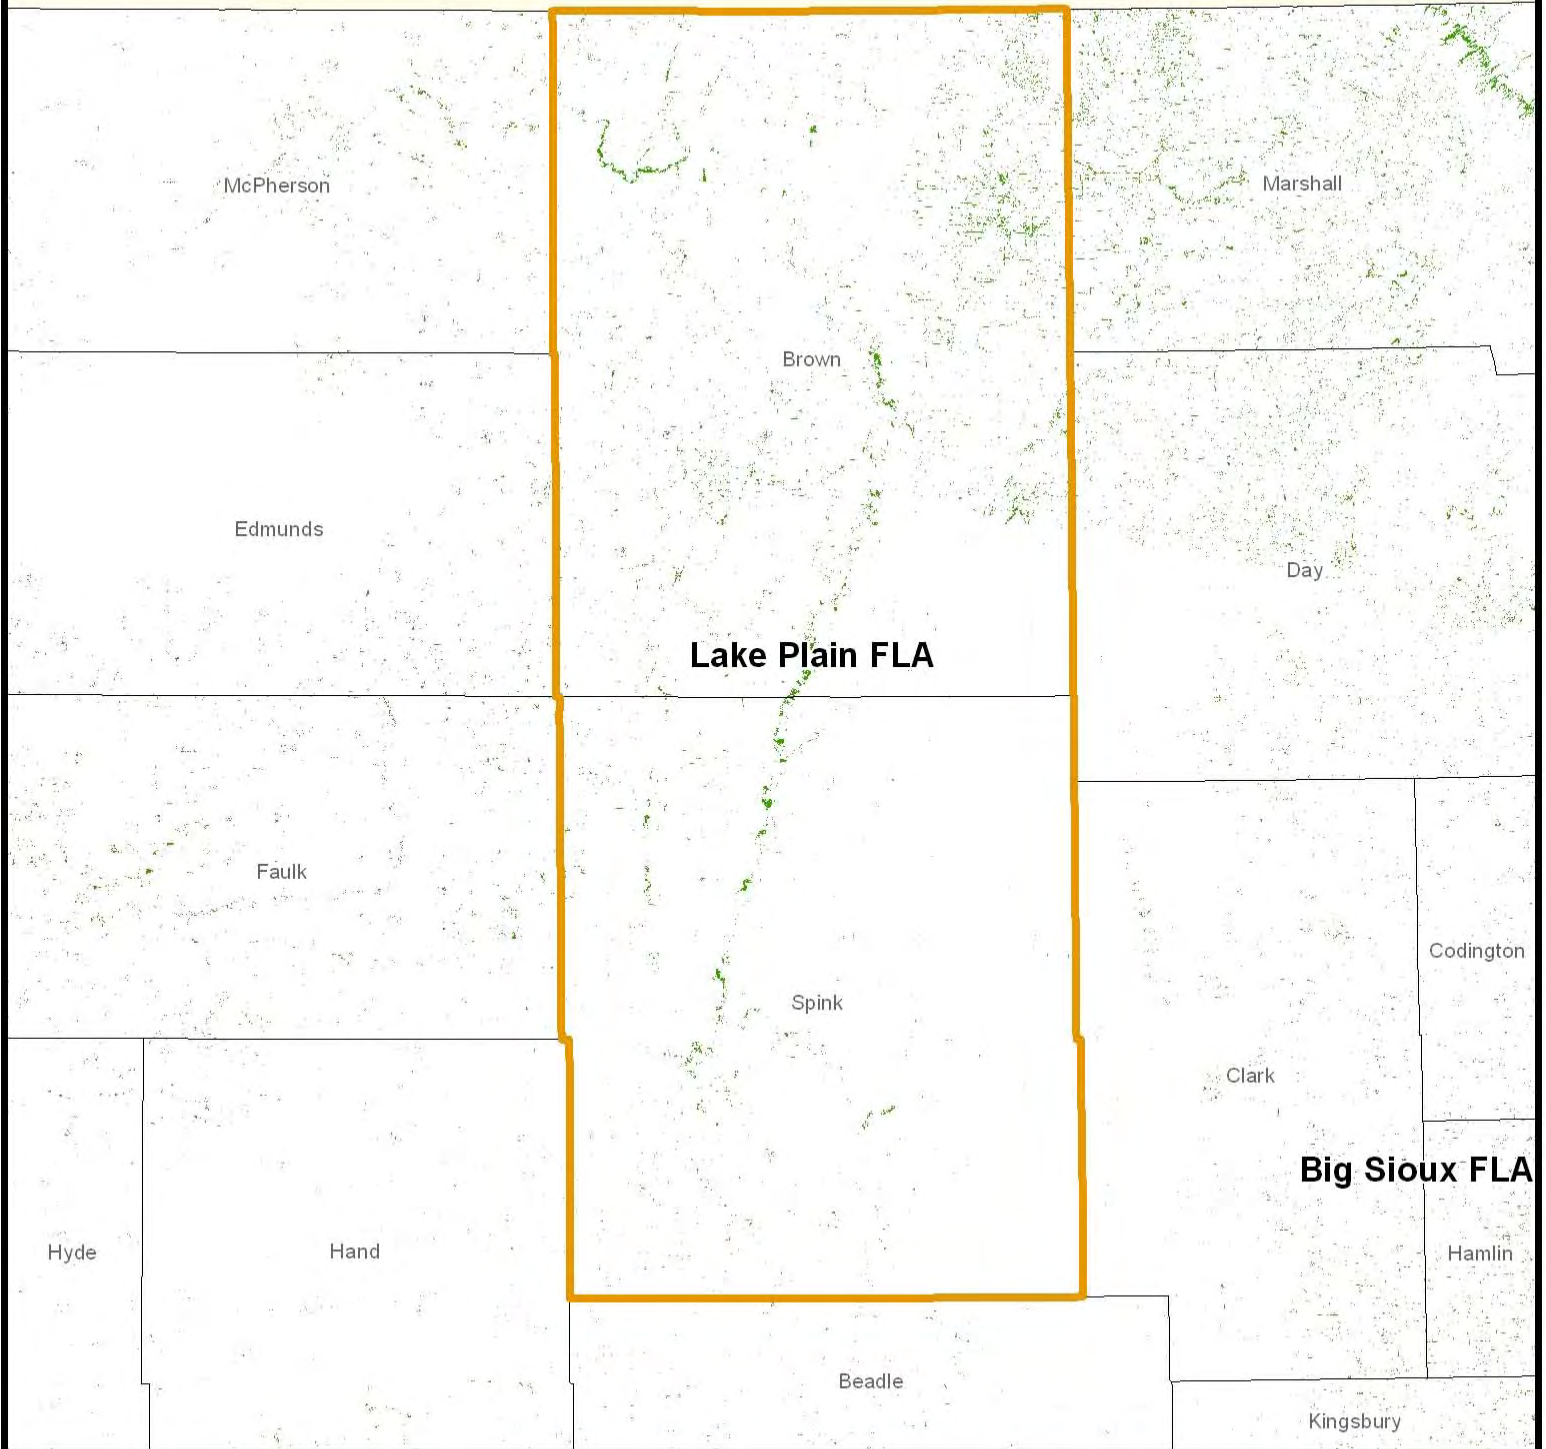 McPherson
Marshall
Brown
Edmunds
Day
Lake Plain FLA
Faulk
Codington
Spink
Clark
Big Sioux FLA
Hyde
Hand
Hamlin
Beadle
Kingsbury